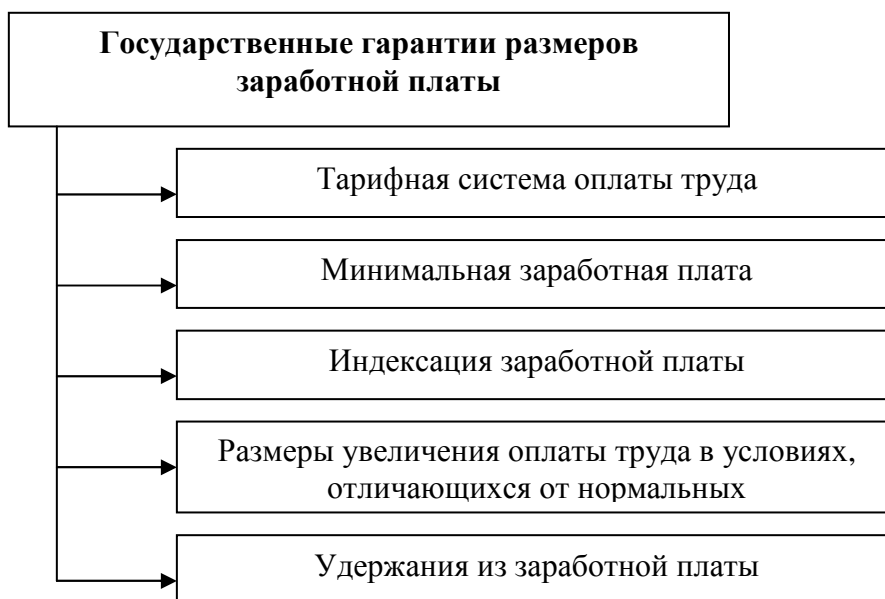 Государственные гарантии размеров
заработной платы
Тарифная система оплаты труда
Минимальная заработная плата
Индексация заработной платы
Размеры увеличения оплаты труда в условиях,
отличающихся от нормальных
Удержания из заработной платы